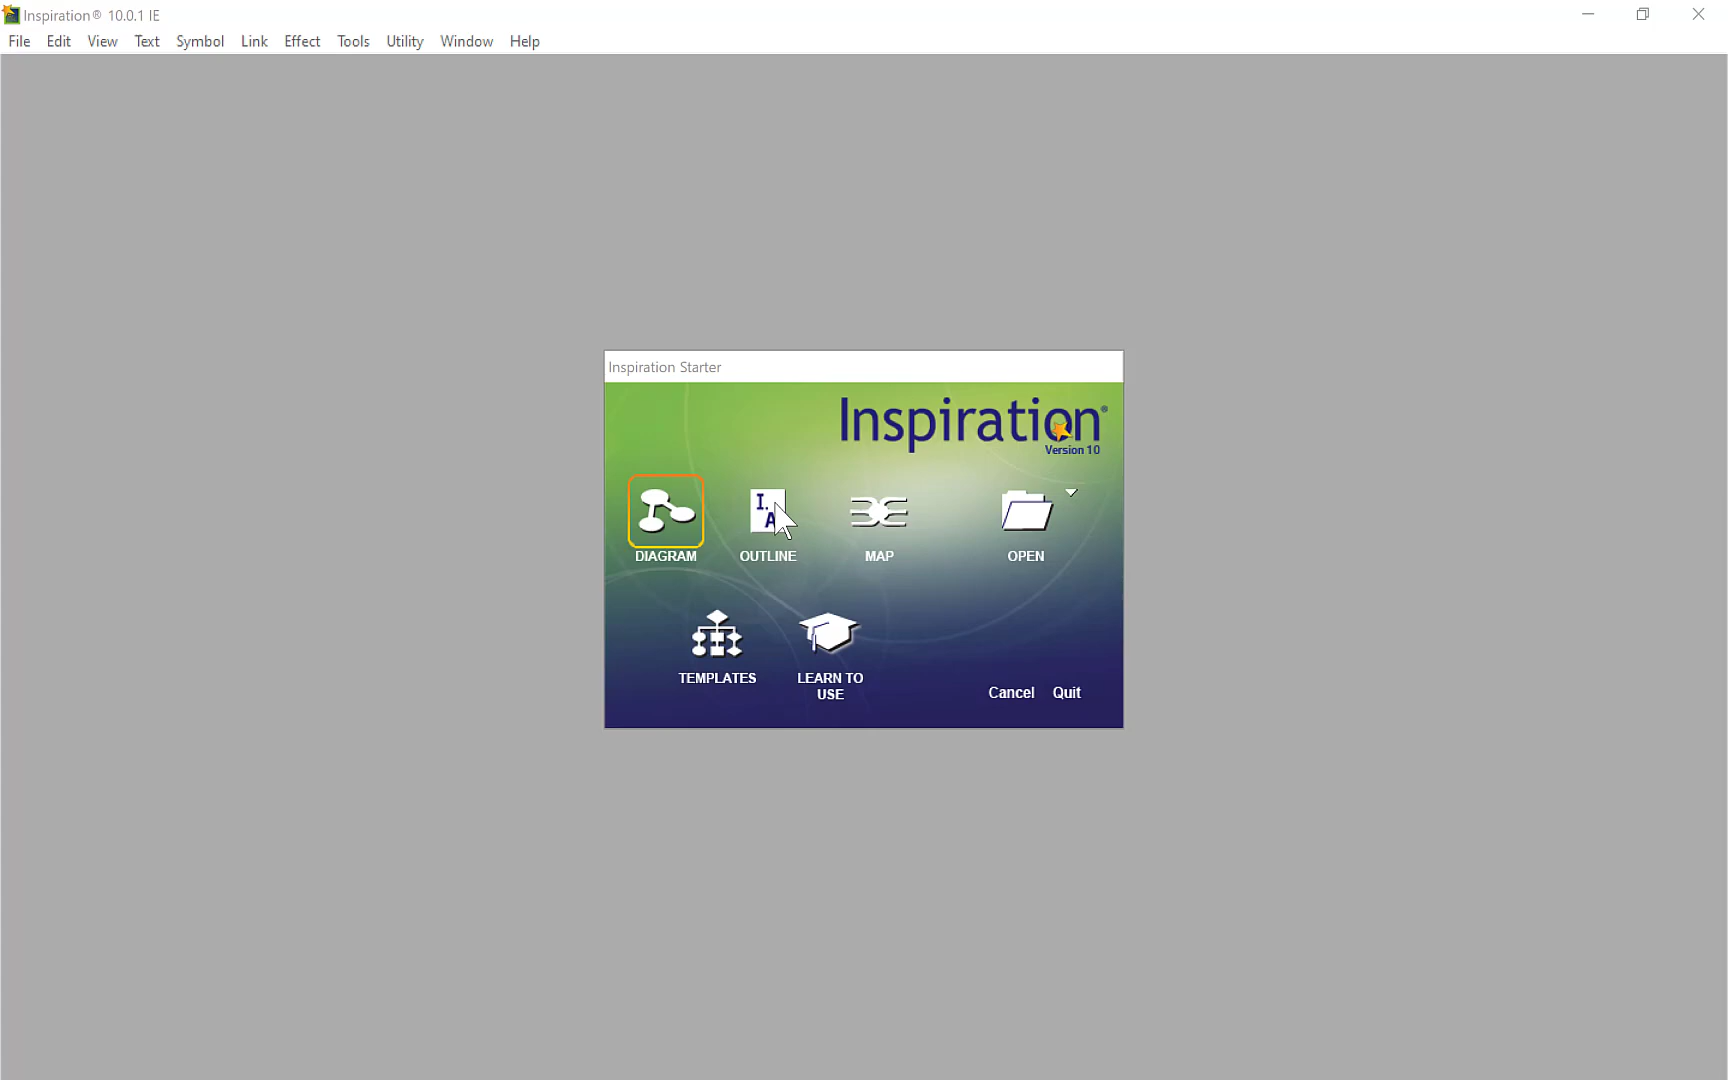 Inspiration® 10.0.1 IE
File Edit View Text Symbol Link Effect Tools Utility Window Help
Inspiration Starter
Inspiration®
Version 10
I.
A
DIAGRAM OUTLINE MAP OPEN
TEMPLATES LEARN TO
USE
Cancel Quit